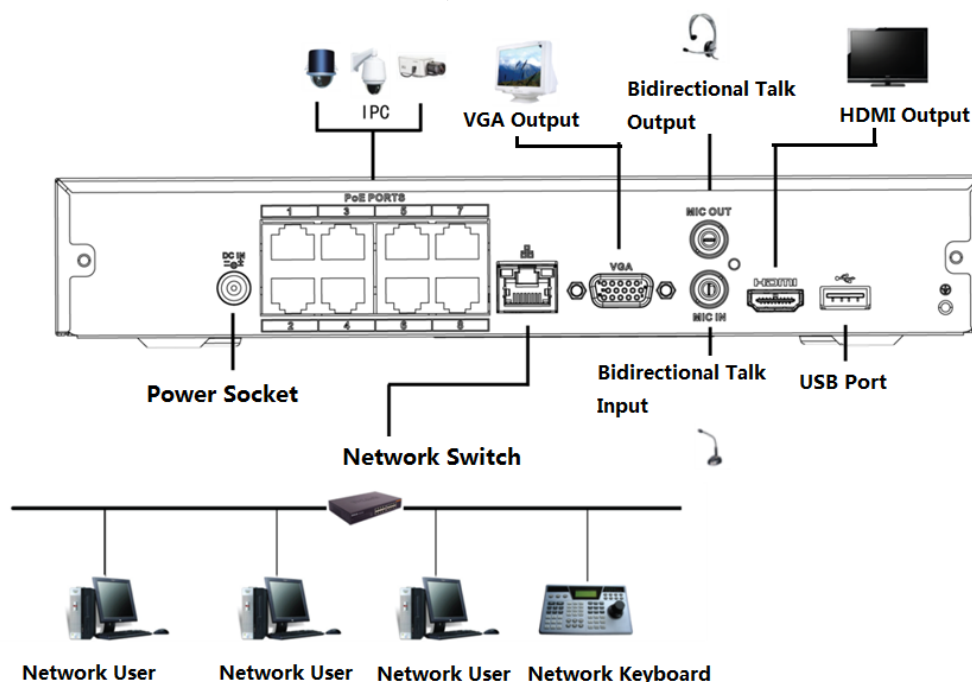 IPC
VGA Output
Bidirectional Talk
Output
HDMI Output
PoE PORTS
1 3 5 7
MIC OUT
DC IN
VGA
HDMI
MIC IN
2 4 6 8
Power Socket
Bidirectional Talk
Input
USB Port
Network Switch
Network User
Network User
Network User
Network Keyboard